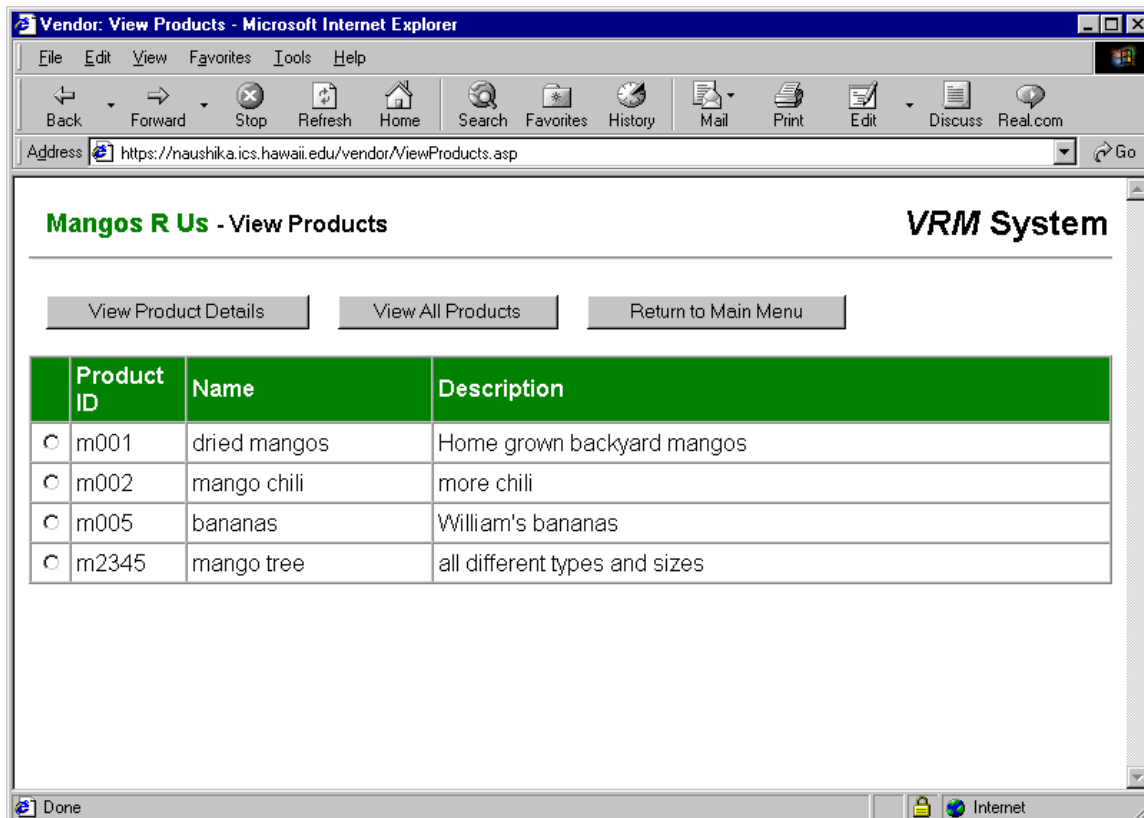 Vendor: View Products - Microsoft Internet Explorer
File Edit View Favorites Tools Help
Back Forward Stop Refresh Home Search Favorites History Mail Print Edit Discuss Real.com
Address https://naushika.ics.hawaii.edu/vendor/ViewProducts.asp Go
Mangos R Us - View Products VRM System
View Product Details View All Products Return to Main Menu
Product ID Name Description
m001 dried mangos Home grown backyard mangos
m002 mango chili more chili
m005 bananas William's bananas
m2345 mango tree all different types and sizes
Done Internet